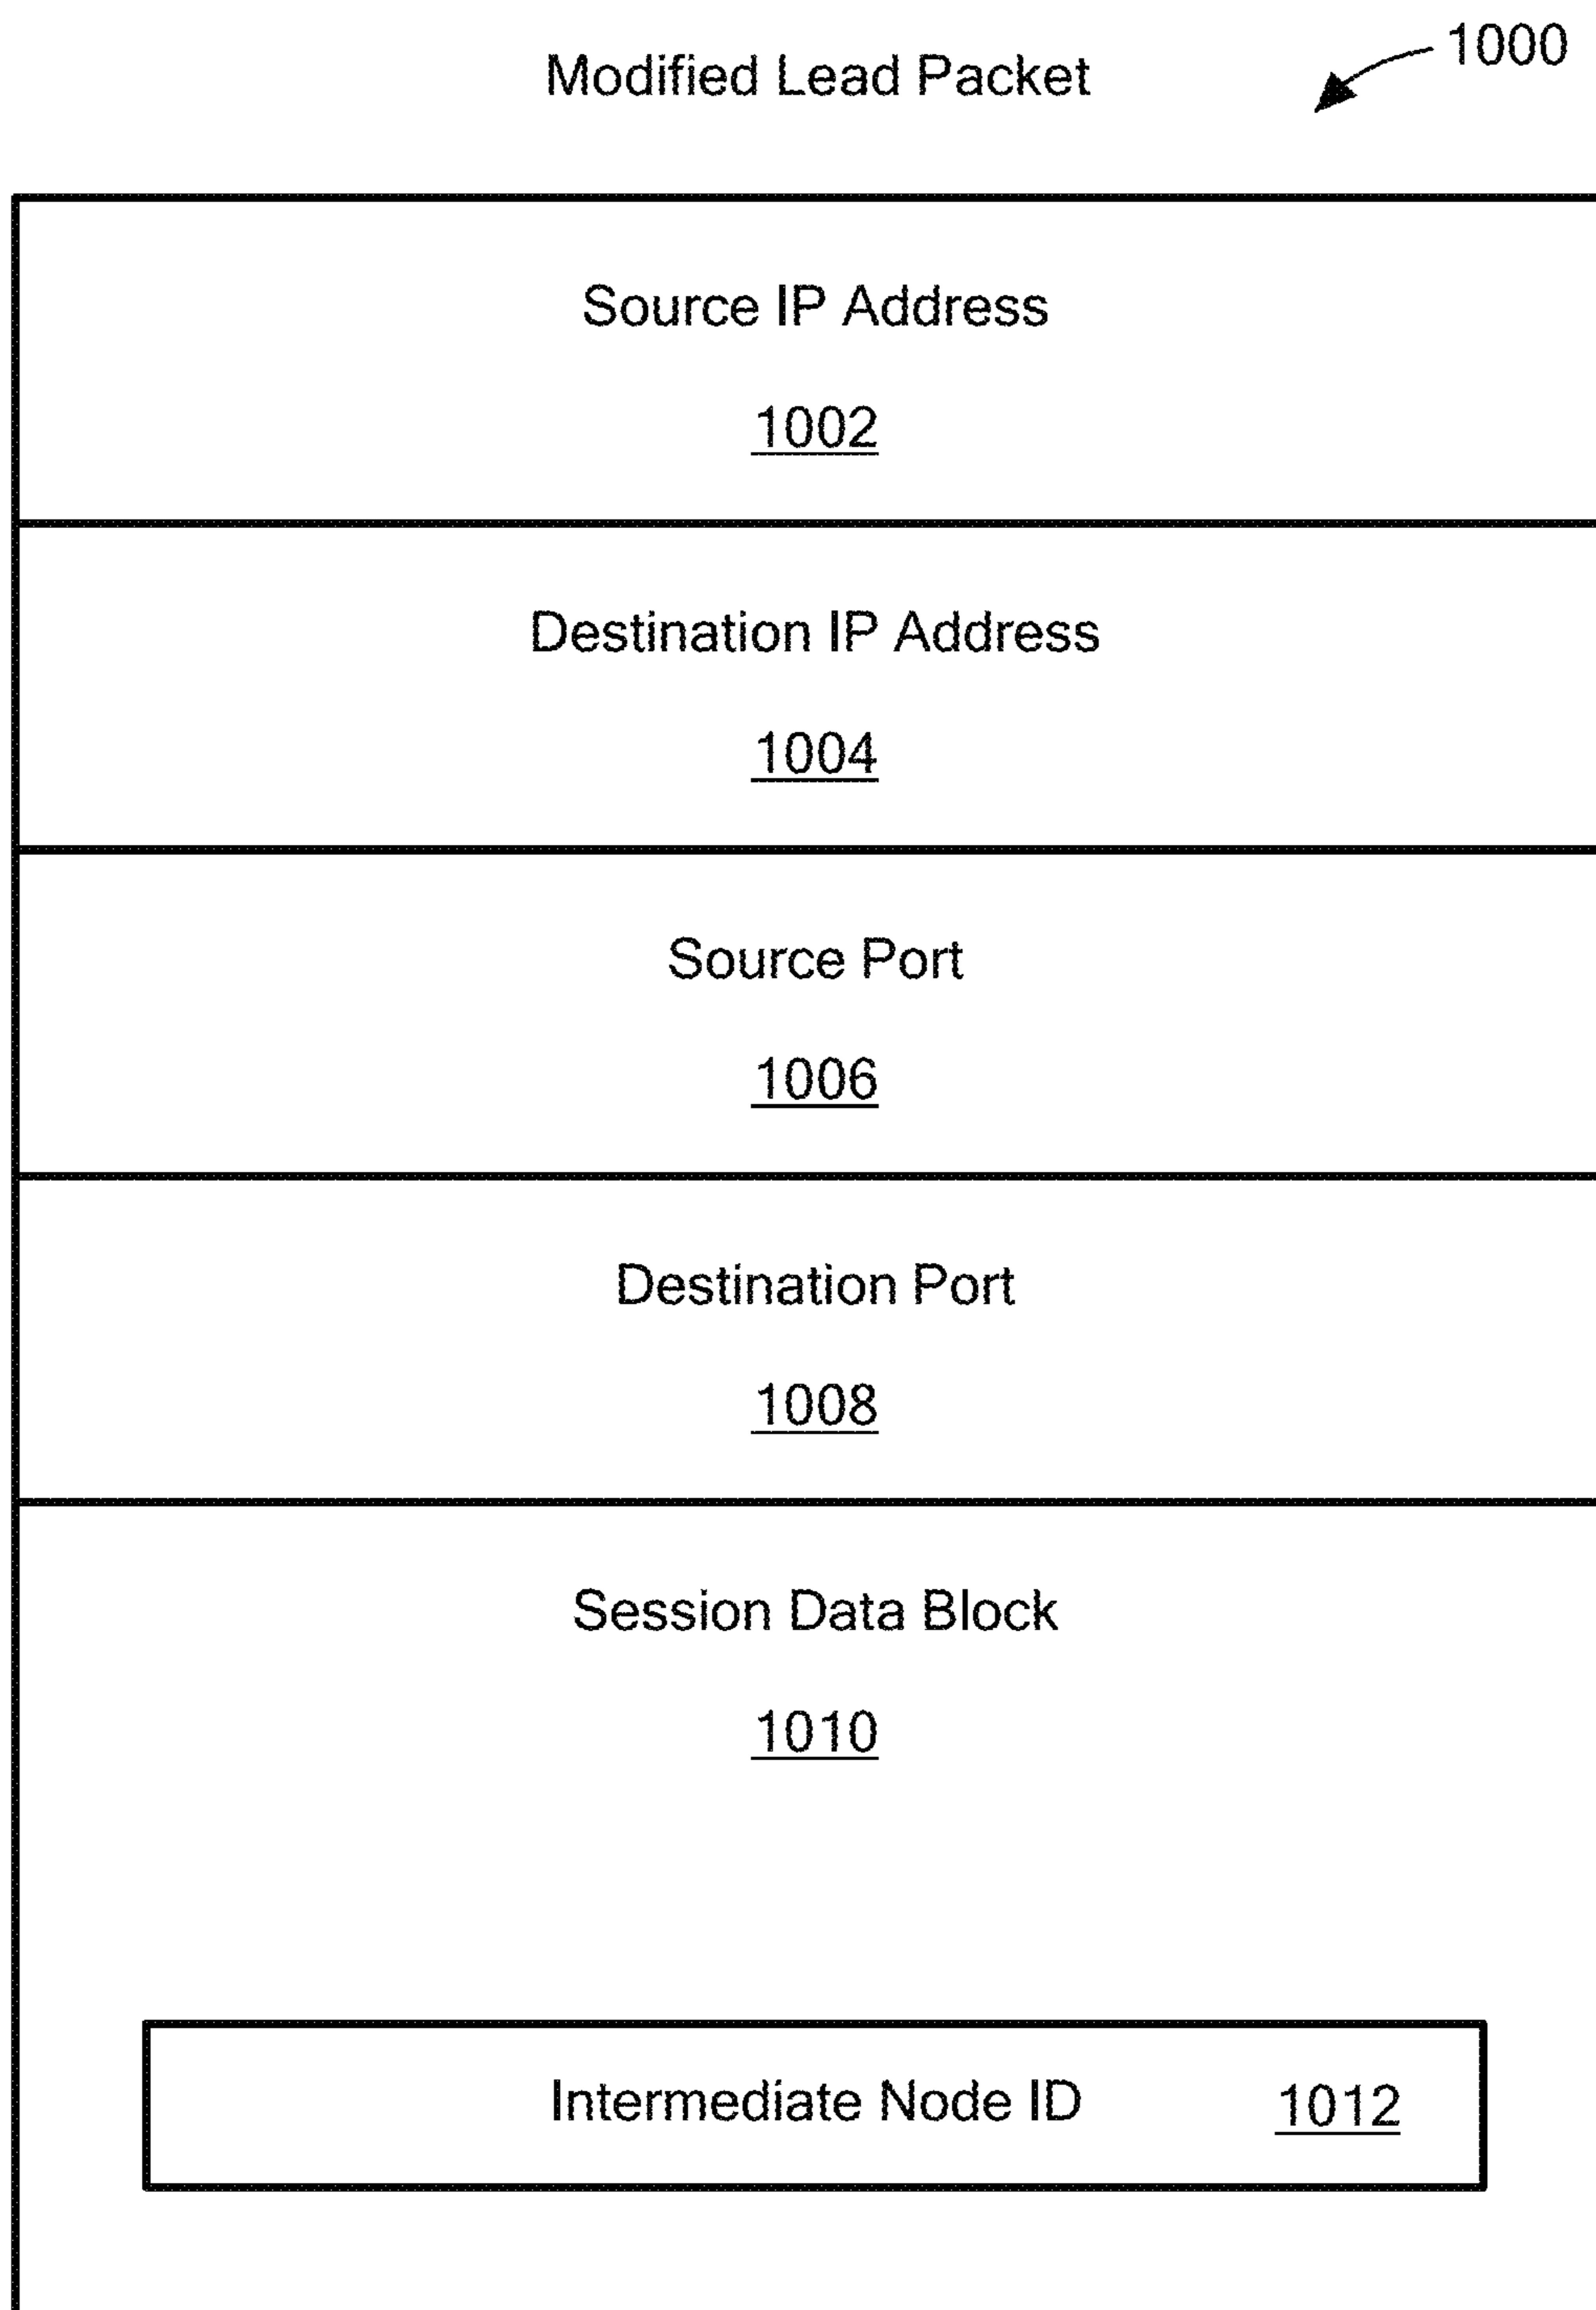 1000
Modified Lead Packet
Source IP Address
1002
Destination IP Address
1004
Source Port
1006
Destination Port
1008
Session Data Block
1010
Intermediate Node ID 1012